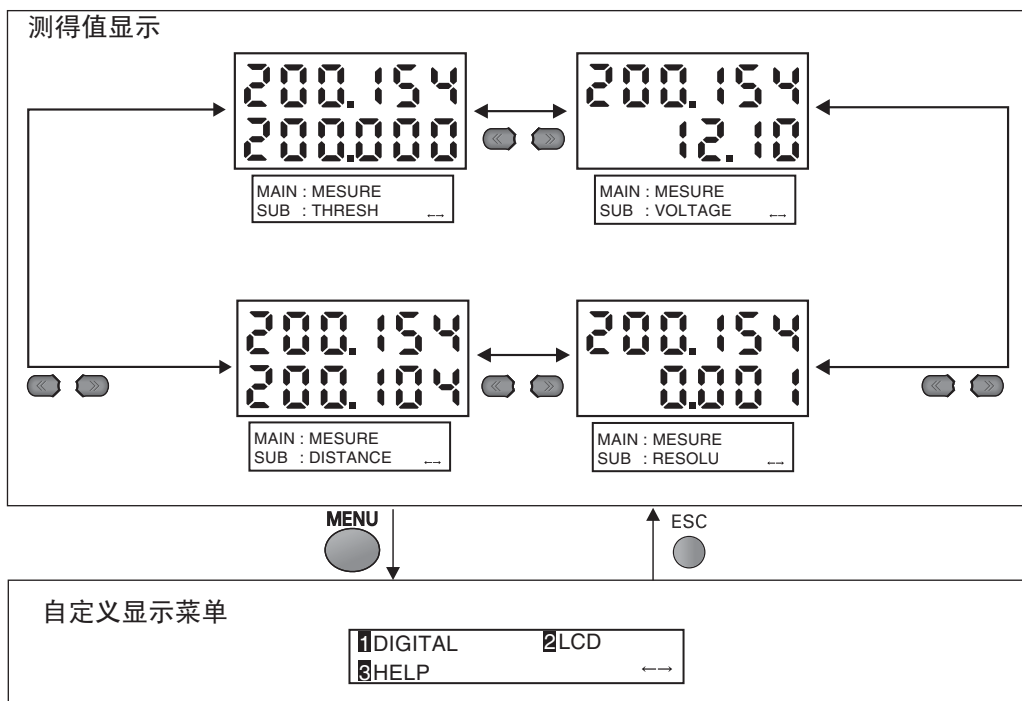 测得值显示
200.154
200.000
MAIN : MESURE
SUB : THRESH ←→
200.154
12.10
MAIN : MESURE
SUB : VOLTAGE ←→
200.154
200.104
MAIN : MESURE
SUB : DISTANCE ←→
200.154
0.001
MAIN : MESURE
SUB : RESOLU ←→
MENU
ESC
自定义显示菜单
1DIGITAL 2LCD
3HELP ←→